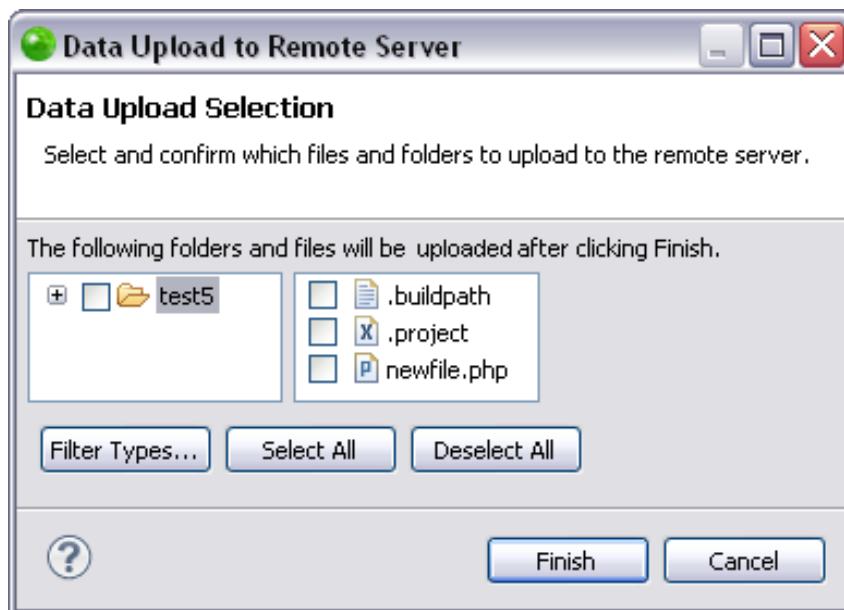 Data Upload to Remote Server
Data Upload Selection
Select and confirm which files and folders to upload to the remote server.
The following folders and files will be uploaded after clicking Finish.
test5
.buildpath
.project
newfile.php
Filter Types...
Select All
Deselect All
?
Finish
Cancel